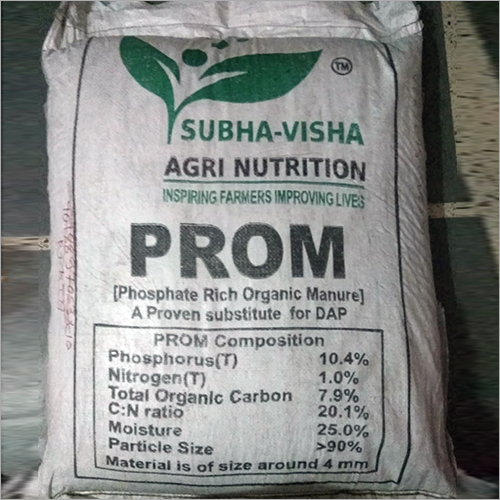 TM
SUBHA-VISHA
AGRI NUTRITION
INSPIRING FARMERS IMPROVING LIVES
PROM
[Phosphate Rich Organic Manure]
A Proven substitute for DAP
PROM Composition
Phosphorus(T) 10.4%
Nitrogen(T) 1.0%
Total Organic Carbon 7.9%
C:N ratio 20.1%
Moisture 25.0%
Particle Size >90%
Material is of size around 4 mm